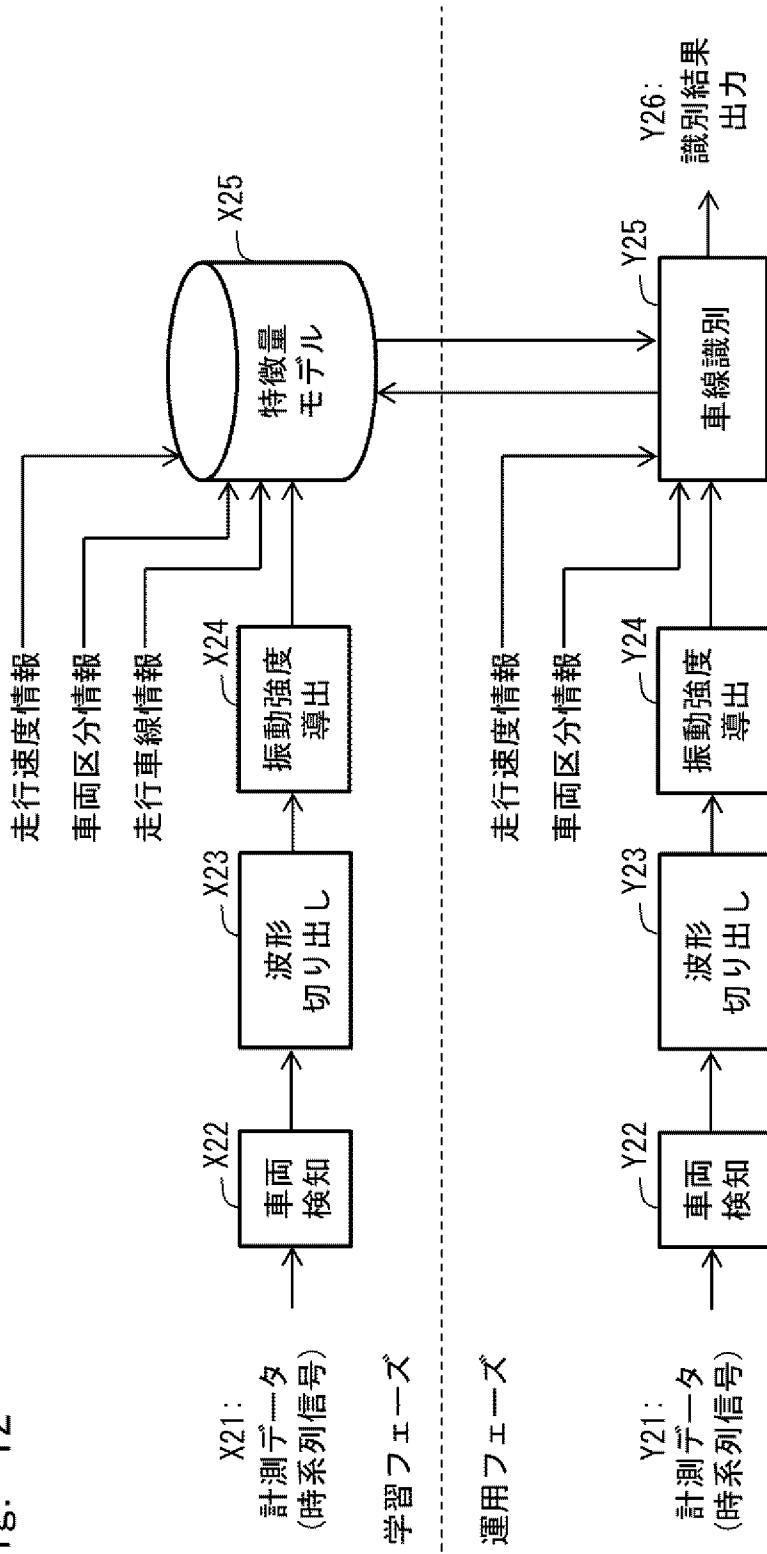 Fig. 12
走行速度情報
車両区分情報
走行車線情報
X21:
計測データ
(時系列信号)
X22
車両
検知
X23
波形
切り出し
X24
振動強度
導出
X25
特徴量
モデル
学習フェーズ
運用フェーズ
走行速度情報
車両区分情報
Y21:
計測データ
(時系列信号)
Y22
車両
検知
Y23
波形
切り出し
Y24
振動強度
導出
Y25
車線識別
Y26:
識別結果
出力